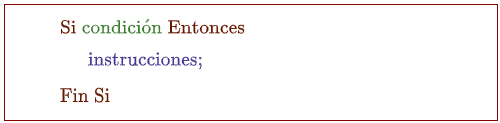 Si condición Entonces
instrucciones;
Fin Si